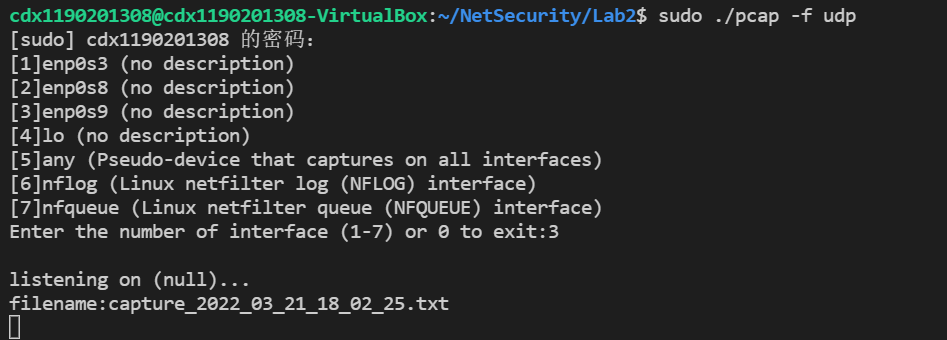 cdx1190201308@cdx1190201308-VirtualBox:~/NetSecurity/Lab2$ sudo ./pcap -f udp
[sudo] cdx1190201308 的密码：
[1]enp0s3 (no description)
[2]enp0s8 (no description)
[3]enp0s9 (no description)
[4]lo (no description)
[5]any (Pseudo-device that captures on all interfaces)
[6]nflog (Linux netfilter log (NFLOG) interface)
[7]nfqueue (Linux netfilter queue (NFQUEUE) interface)
Enter the number of interface (1-7) or 0 to exit:3
listening on (null)...
filename:capture_2022_03_21_18_02_25.txt